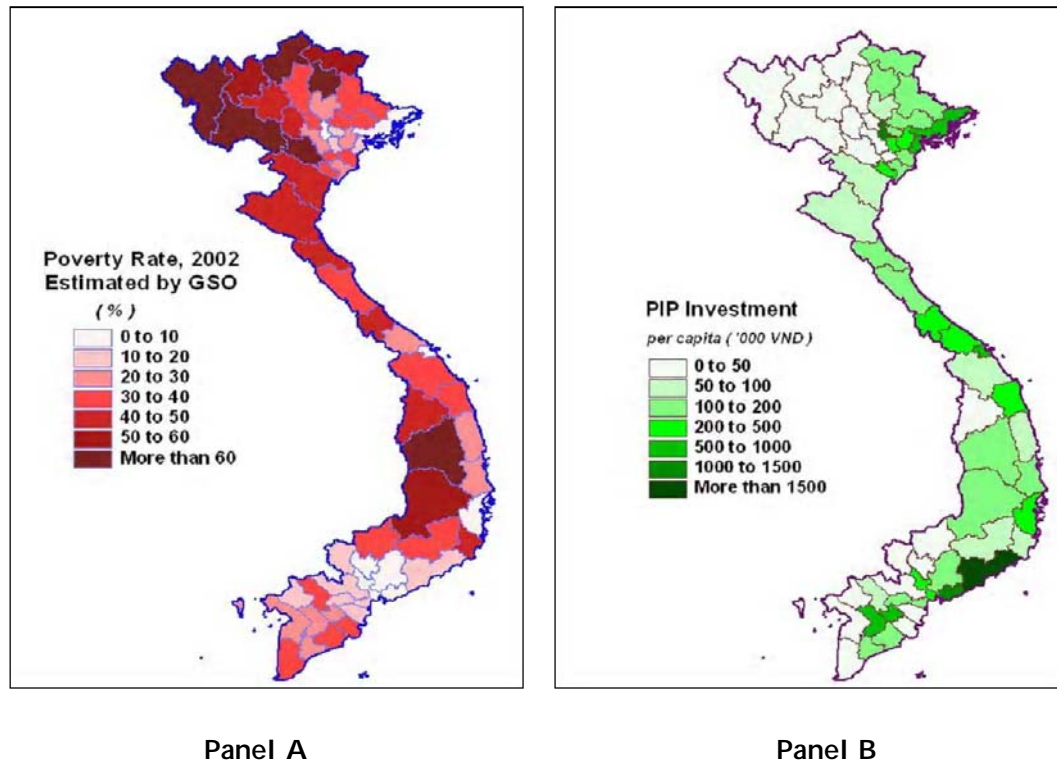 Poverty Rate, 2002
Estimated by GSO
( % )
0 to 10
10 to 20
20 to 30
30 to 40
40 to 50
50 to 60
More than 60
PIP Investment
per capita ( '000 VND )
0 to 50
50 to 100
100 to 200
200 to 500
500 to 1000
1000 to 1500
More than 1500
Panel A
Panel B